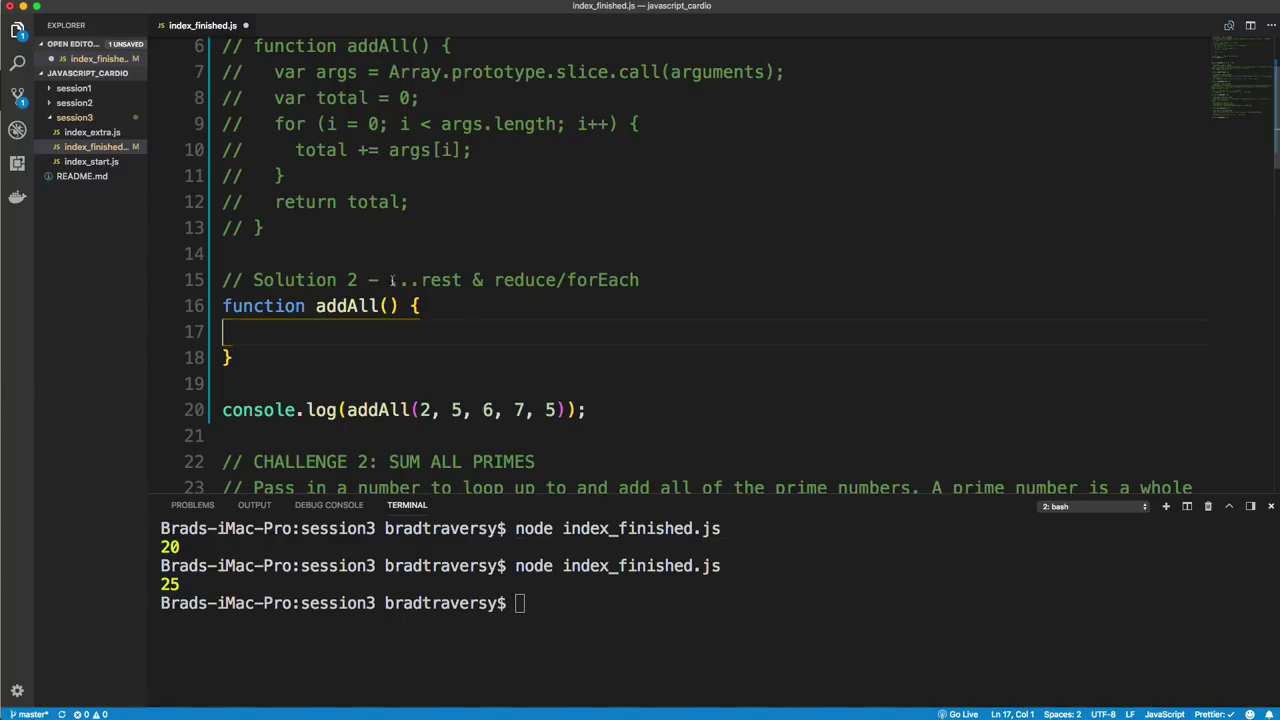 index_finished.js — javascript_cardio
EXPLORER
index_finished.js
OPEN EDITO... 1 UNSAVED
index_finishe... M
JAVASCRIPT_CARDIO
session1
session2
session3
index_extra.js
index_finished... M
index_start.js
README.md
1
1
6 // function addAll() {
7 //   var args = Array.prototype.slice.call(arguments);
8 //   var total = 0;
9 //   for (i = 0; i < args.length; i++) {
10 //     total += args[i];
11 //   }
12 //   return total;
13 // }
14
15 // Solution 2 - ...rest & reduce/forEach
16 function addAll() {
17
18 }
19
20 console.log(addAll(2, 5, 6, 7, 5));
21
22 // CHALLENGE 2: SUM ALL PRIMES
23 // Pass in a number to loop up to and add all of the prime numbers. A prime number is a whole
PROBLEMS OUTPUT DEBUG CONSOLE TERMINAL 2: bash
Brads-iMac-Pro:session3 bradtraversy$ node index_finished.js
20
Brads-iMac-Pro:session3 bradtraversy$ node index_finished.js
25
Brads-iMac-Pro:session3 bradtraversy$
master* 0 0 Go Live Ln 17, Col 1 Spaces: 2 UTF-8 LF JavaScript Prettier: ✓